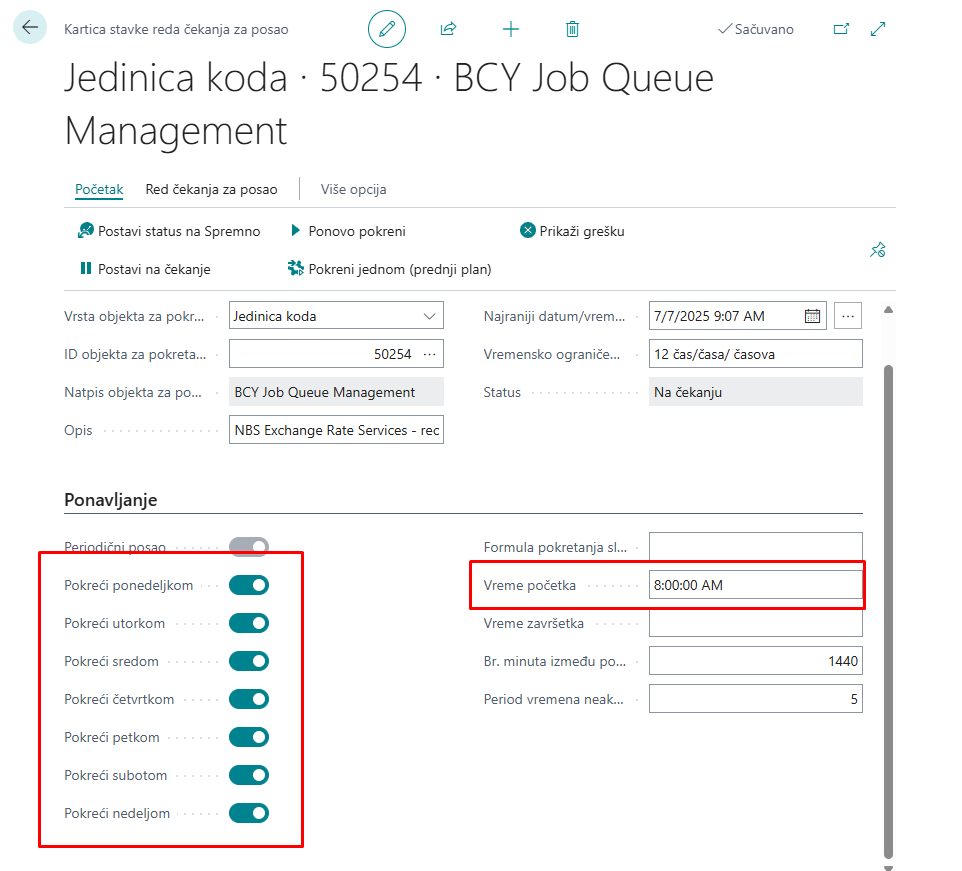 Kartica stavke reda čekanja za posao
Sačuvano
Jedinica koda · 50254 · BCY Job Queue
Management
Početak
Red čekanja za posao
Više opcija
Postavi status na Spremno
Ponovo pokreni
Prikaži grešku
Postavi na čekanje
Pokreni jednom (prednji plan)
Vrsta objekta za pokr...
Jedinica koda
ID objekta za pokreta...
50254
Natpis objekta za po...
BCY Job Queue Management
Opis
NBS Exchange Rate Services - rec
Najraniji datum/vrem...
7/7/2025 9:07 AM
Vremensko ograniče...
12 čas/časa/ časova
Status
Na čekanju
Ponavljanje
Periodični posao
Pokreći ponedeljkom
Pokreći utorkom
Pokreći sredom
Pokreći četvrtkom
Pokreći petkom
Pokreći subotom
Pokreći nedeljom
Formula pokretanja sl...
Vreme početka
8:00:00 AM
Vreme završetka
Br. minuta između po...
1440
Period vremena neak...
5